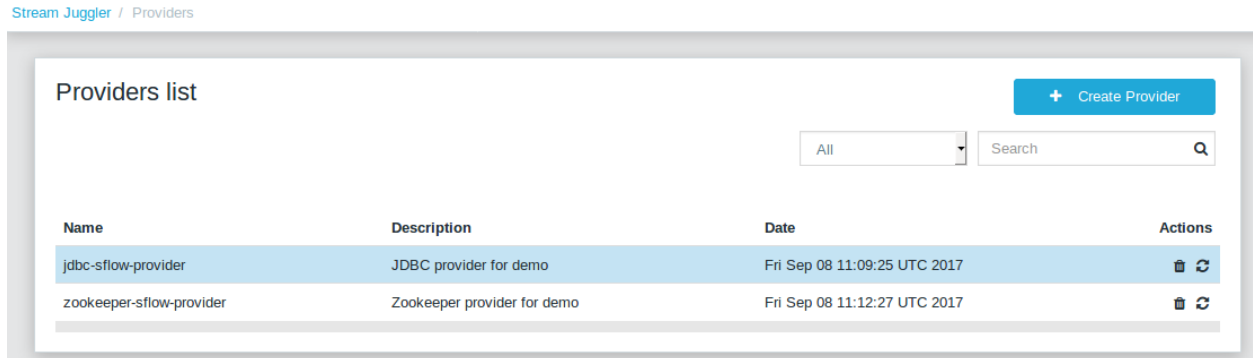 Stream Juggler / Providers
Providers list
Create Provider
All Search
Name Description Date Actions
jdbc-sflow-provider JDBC provider for demo Fri Sep 08 11:09:25 UTC 2017
zookeeper-sflow-provider Zookeeper provider for demo Fri Sep 08 11:12:27 UTC 2017